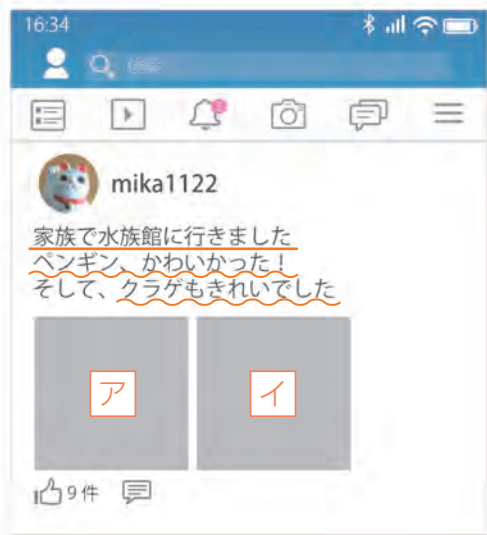 16:34
mika1122
家族で水族館に行きました
ペンギン、かわいかった！
そして、クラゲもきれいでした
ア
イ
9件